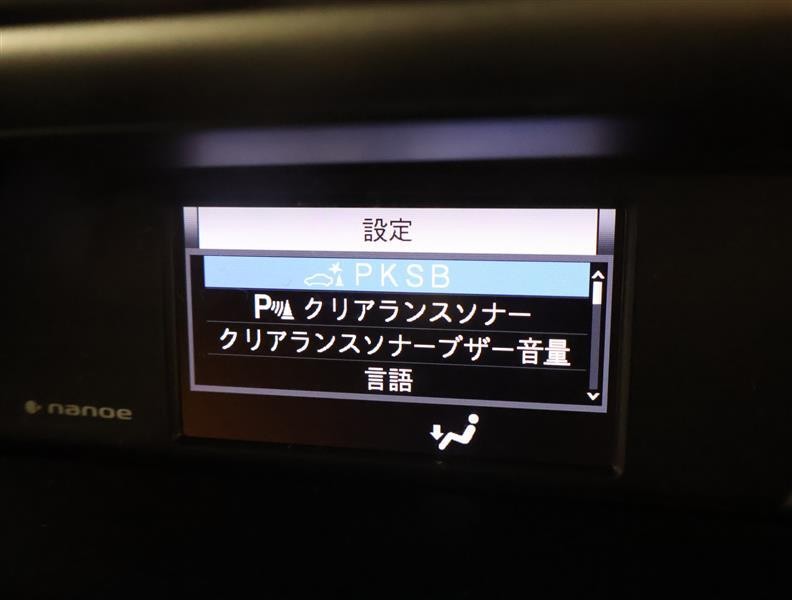 設定
PKSB
P クリアランスソナー
クリアランスソナーブザー音量
言語
nanoe